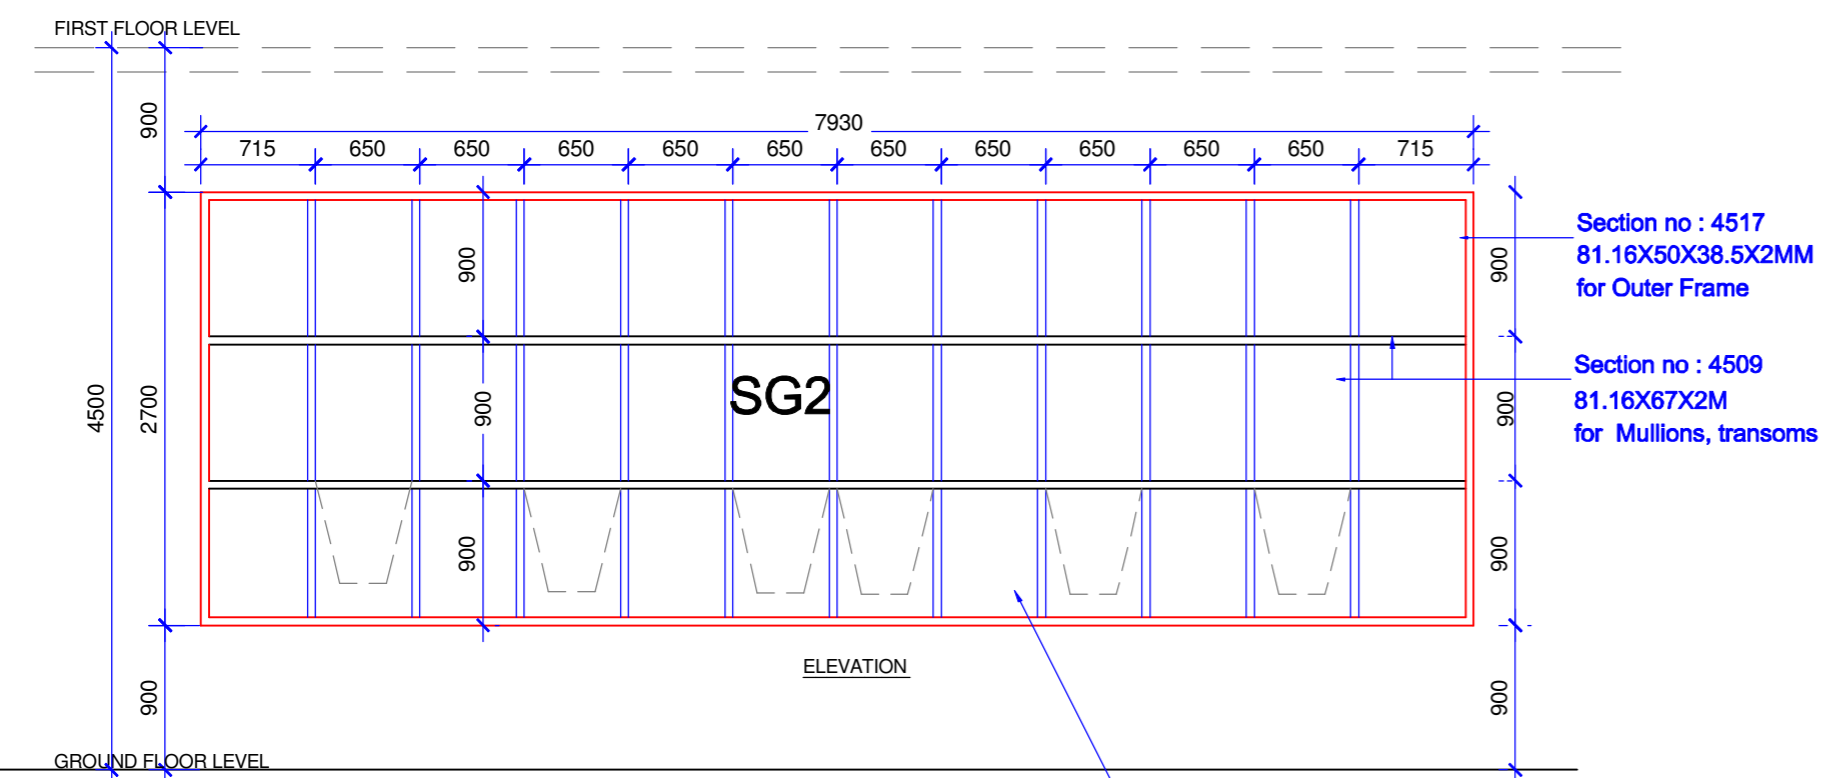 FIRST FLOOR LEVEL
900
7930
715 650 650 650 650 650 650 650 650 650 650 715
Section no : 4517
81.16X50X38.5X2MM
for Outer Frame
900
900
Section no : 4509
81.16X67X2M
for Mullions, transoms
4500
2700
900
SG2
900
900
900
ELEVATION
900
900
GROUND FLOOR LEVEL